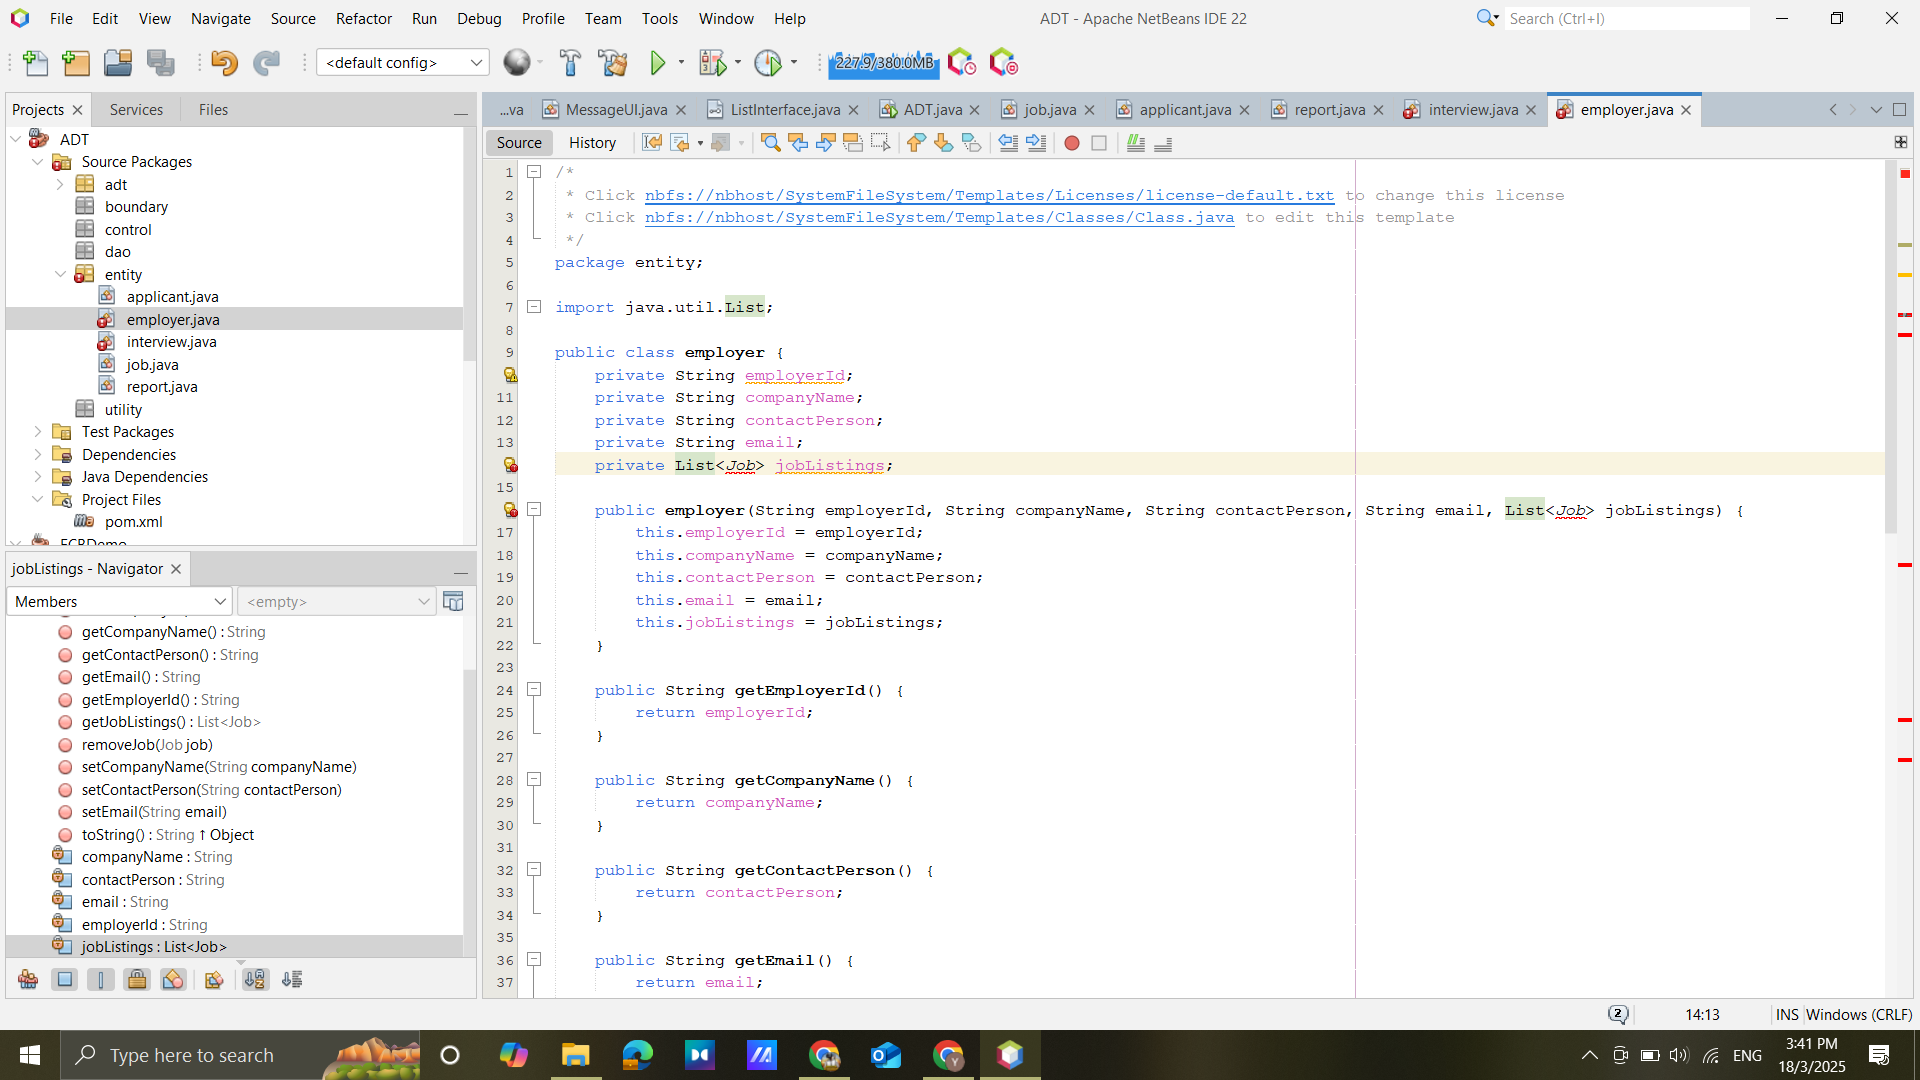 File Edit View Navigate Source Refactor Run Debug Profile Team Tools Window Help
ADT - Apache NetBeans IDE 22
Search (Ctrl+I)
<default config>
227.9/380.0MB
Projects
Services
Files
ADT
Source Packages
adt
boundary
control
dao
entity
applicant.java
employer.java
interview.java
job.java
report.java
utility
Test Packages
Dependencies
Java Dependencies
Project Files
pom.xml
ECBDemo
jobListings - Navigator
Members
<empty>
getCompanyName() : String
getContactPerson() : String
getEmail() : String
getEmployerId() : String
getJobListings() : List<Job>
removeJob(Job job)
setCompanyName(String companyName)
setContactPerson(String contactPerson)
setEmail(String email)
toString() : String ↑ Object
companyName : String
contactPerson : String
email : String
employerId : String
jobListings : List<Job>
...va MessageUI.java ListInterface.java ADT.java job.java applicant.java report.java interview.java employer.java
Source History
1 /*
2 * Click nbfs://nbhost/SystemFileSystem/Templates/Licenses/license-default.txt to change this license
3 * Click nbfs://nbhost/SystemFileSystem/Templates/Classes/Class.java to edit this template
4 */
5 package entity;
6
7 import java.util.List;
8
9 public class employer {
private String employerId;
11 private String companyName;
12 private String contactPerson;
13 private String email;
private List<Job> jobListings;
15
public employer(String employerId, String companyName, String contactPerson, String email, List<Job> jobListings) {
17 this.employerId = employerId;
18 this.companyName = companyName;
19 this.contactPerson = contactPerson;
20 this.email = email;
21 this.jobListings = jobListings;
22 }
23
24 public String getEmployerId() {
25 return employerId;
26 }
27
28 public String getCompanyName() {
29 return companyName;
30 }
31
32 public String getContactPerson() {
33 return contactPerson;
34 }
35
36 public String getEmail() {
37 return email;
2
14:13
INS
Windows (CRLF)
Type here to search
ENG
3:41 PM
18/3/2025